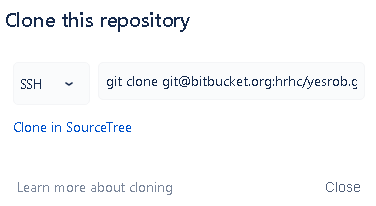 Clone this repository
SSH
git clone git@bitbucket.org:hrhc/yesrob.g
Clone in SourceTree
Learn more about cloning
Close